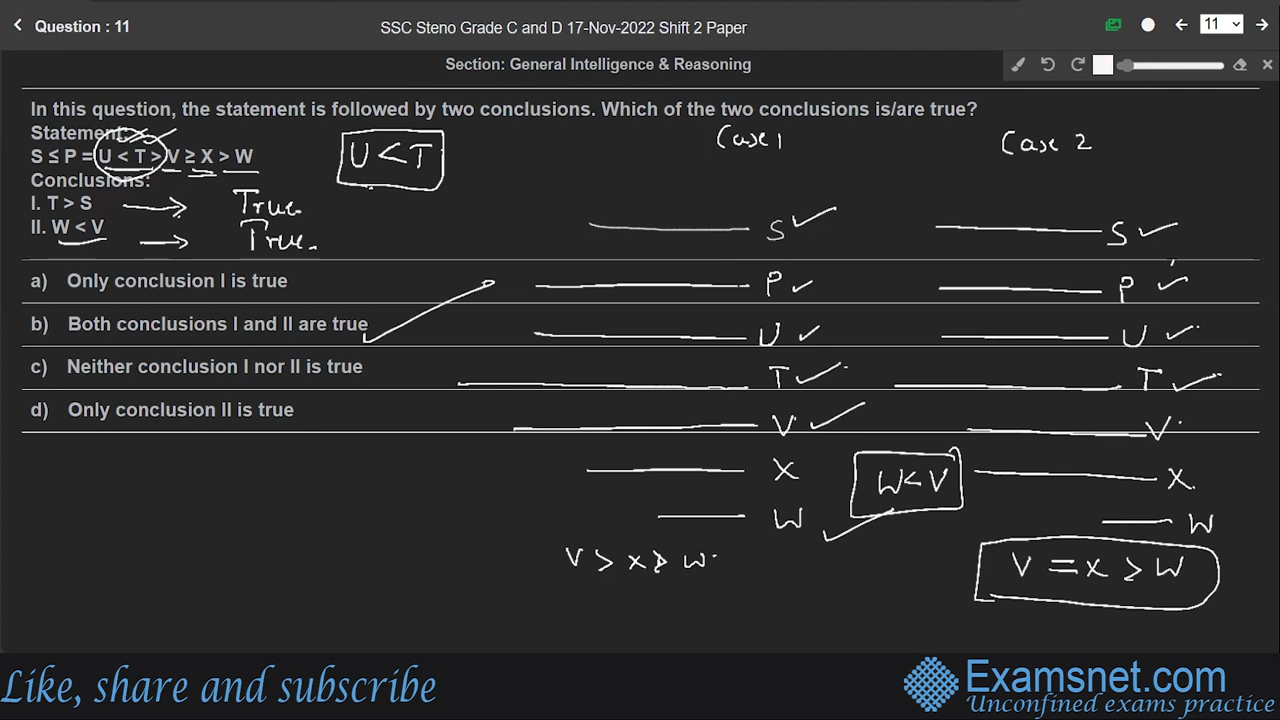 Question : 11
SSC Steno Grade C and D 17-Nov-2022 Shift 2 Paper
11
Section: General Intelligence & Reasoning
In this question, the statement is followed by two conclusions. Which of the two conclusions is/are true?
Statement:
S ≤ P = U < T > V ≥ X > W
Conclusions:
I. T > S
II. W < V
U < T
True.
True.
a) Only conclusion I is true
b) Both conclusions I and II are true
c) Neither conclusion I nor II is true
d) Only conclusion II is true
Case 1
S
P
U
T
V
X
W
V > X > W
W < V
Case 2
S
P
U
T
V
X
W
V = X > W
Like, share and subscribe
Examsnet.com
Unconfined exams practice